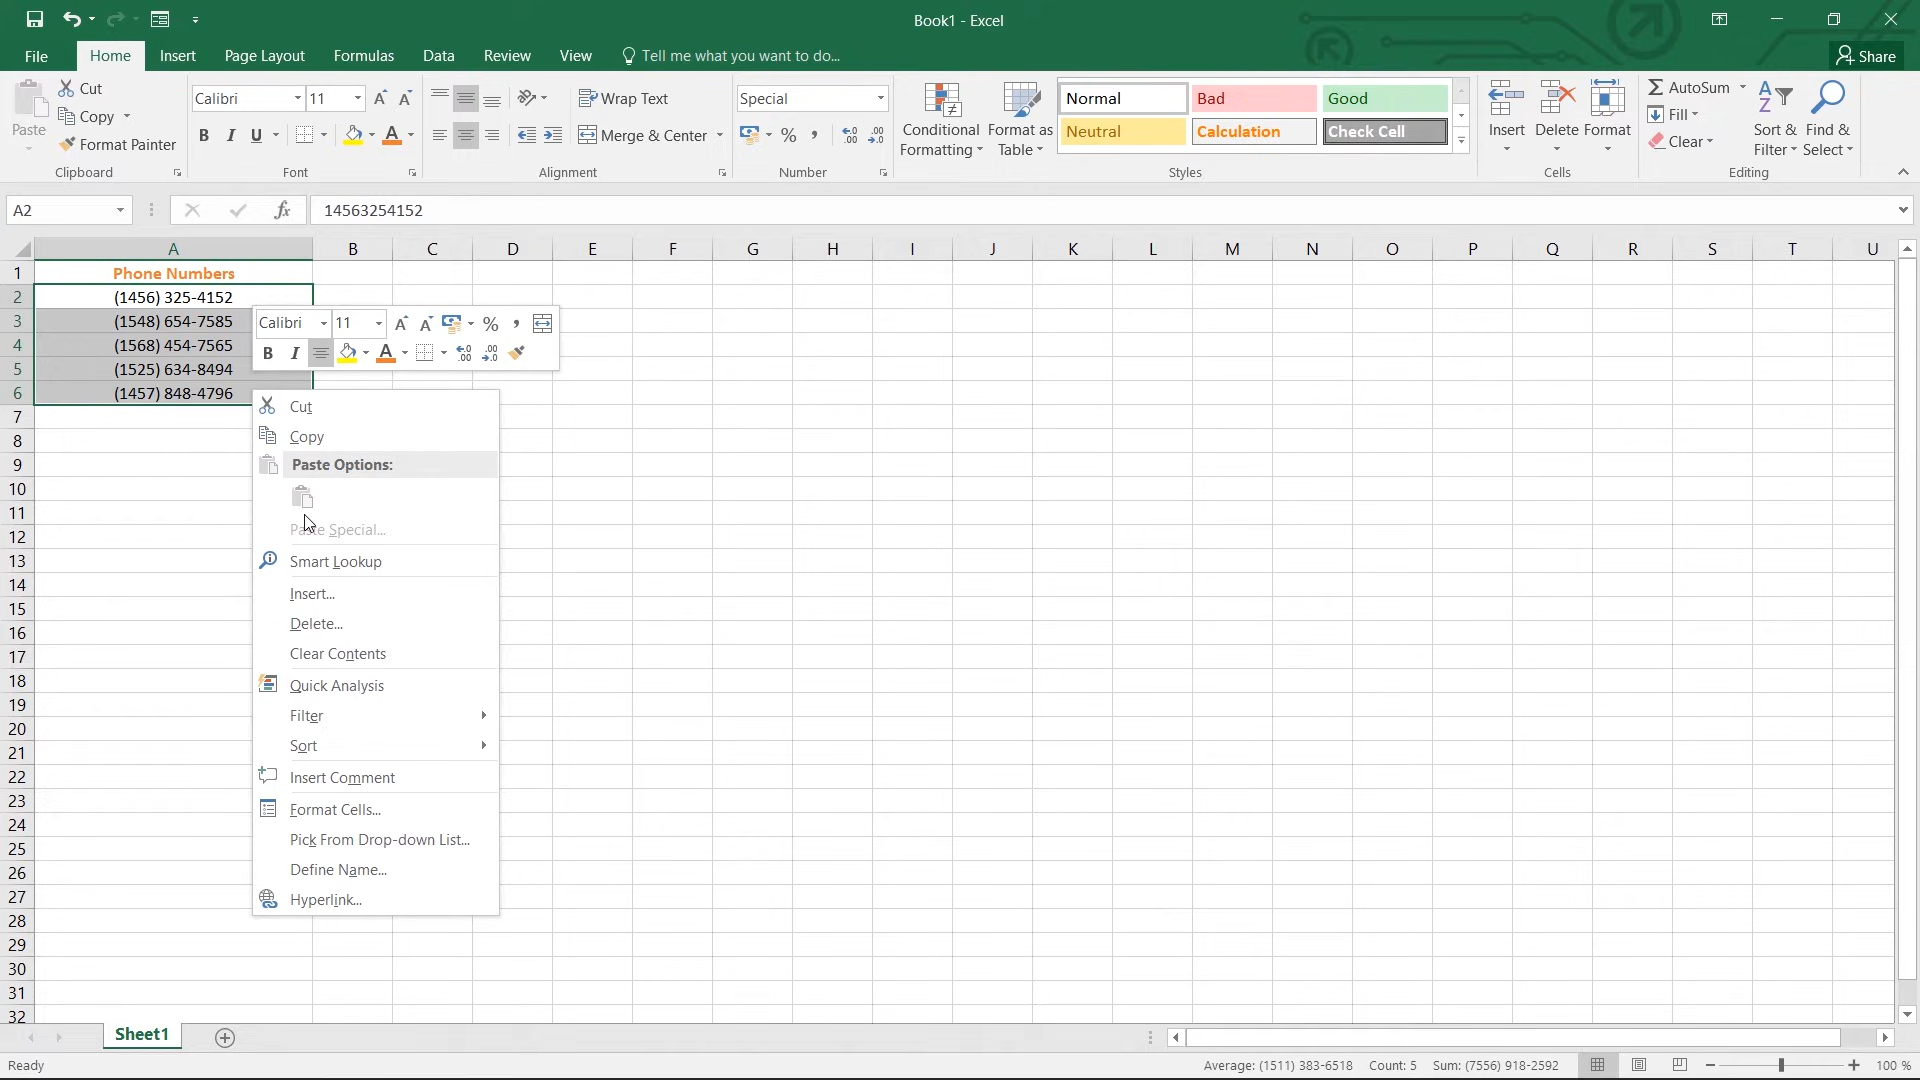 Book1 - Excel
File Home Insert Page Layout Formulas Data Review View Tell me what you want to do... Share
Paste
Cut
Copy
Format Painter
Clipboard
Calibri 11
B I U
Font
Wrap Text
Merge & Center
Alignment
Special
%
Number
Conditional Formatting
Format as Table
Normal Bad Good
Neutral Calculation Check Cell
Styles
Insert Delete Format
Cells
AutoSum
Fill
Clear
Sort & Filter
Find & Select
Editing
A2 fx 14563254152
A B C D E F G H I J K L M N O P Q R S T U
1 Phone Numbers
2 (1456) 325-4152
3 (1548) 654-7585
4 (1568) 454-7565
5 (1525) 634-8494
6 (1457) 848-4796
7
8
9
10
11
12
13
14
15
16
17
18
19
20
21
22
23
24
25
26
27
28
29
30
31
32
Calibri 11 A A % ,
B I A .00 .00
Cut
Copy
Paste Options:
Paste Special...
Smart Lookup
Insert...
Delete...
Clear Contents
Quick Analysis
Filter
Sort
Insert Comment
Format Cells...
Pick From Drop-down List...
Define Name...
Hyperlink...
Sheet1
Ready Average: (1511) 383-6518 Count: 5 Sum: (7556) 918-2592 100 %